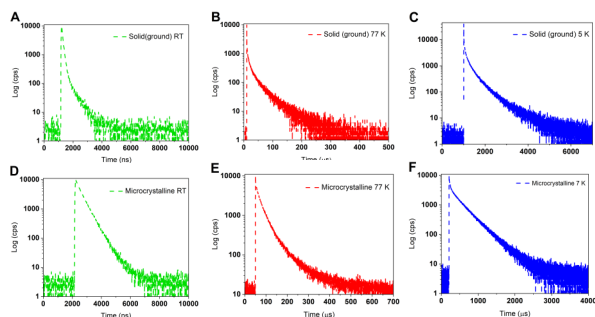 A
Solid(ground) RT
Log (cps)
10000
1000
100
10
1
0 2000 4000 6000 8000 10000
Time (ns)
B
Solid (ground) 77 K
Log (cps)
10000
1000
100
10
1
0 100 200 300 400 500
Time (µs)
C
Solid (ground) 5 K
Log (cps)
10000
1000
100
10
1
0 2000 4000 6000
Time (µs)
D
Microcrystalline RT
Log (cps)
10000
1000
100
10
1
0 2000 4000 6000 8000 10000
Time (ns)
E
Microcrystalline 77 K
Log (cps)
10000
1000
100
10
0 100 200 300 400 500 600 700
Time (µs)
F
Microcrystalline 7 K
Log (cps)
10000
1000
100
10
1
0 1000 2000 3000 4000
Time (µs)